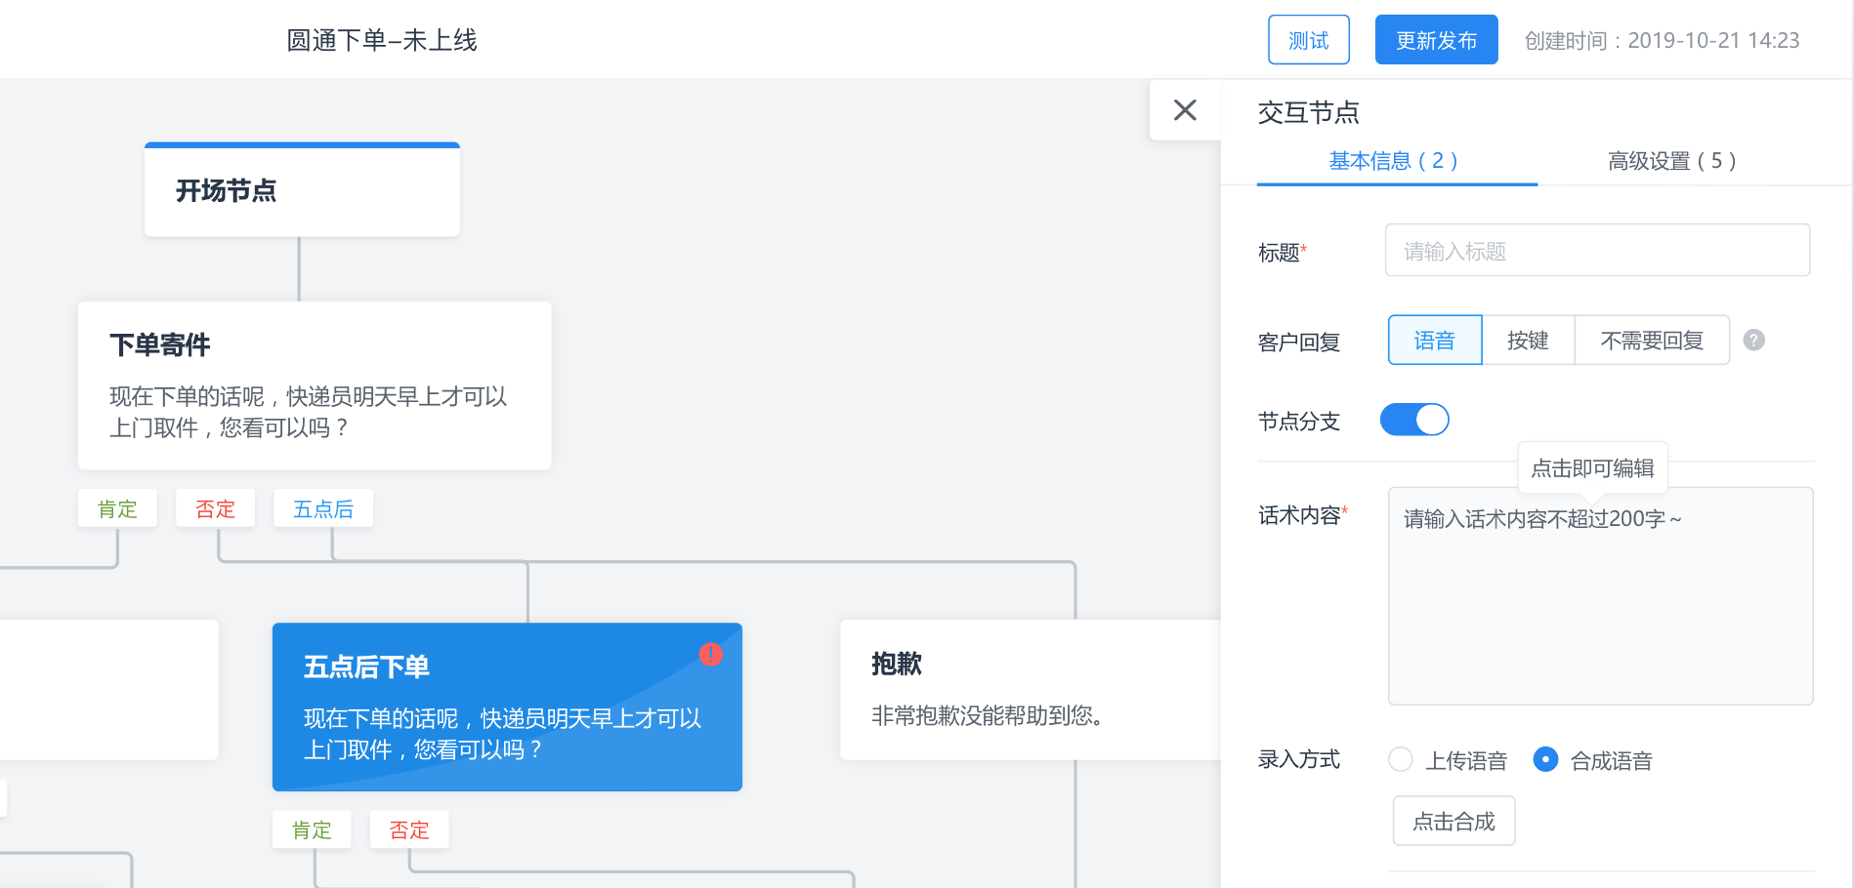 圆通下单–未上线
测试
更新发布
创建时间：2019-10-21 14:23
开场节点
下单寄件
现在下单的话呢，快递员明天早上才可以
上门取件，您看可以吗？
肯定
否定
五点后
五点后下单
现在下单的话呢，快递员明天早上才可以
上门取件，您看可以吗？
肯定
否定
抱歉
非常抱歉没能帮助到您。
交互节点
基本信息（2）
高级设置（5）
标题*
请输入标题
客户回复
语音
按键
不需要回复
?
节点分支
点击即可编辑
话术内容*
请输入话术内容不超过200字～
录入方式
上传语音
合成语音
点击合成